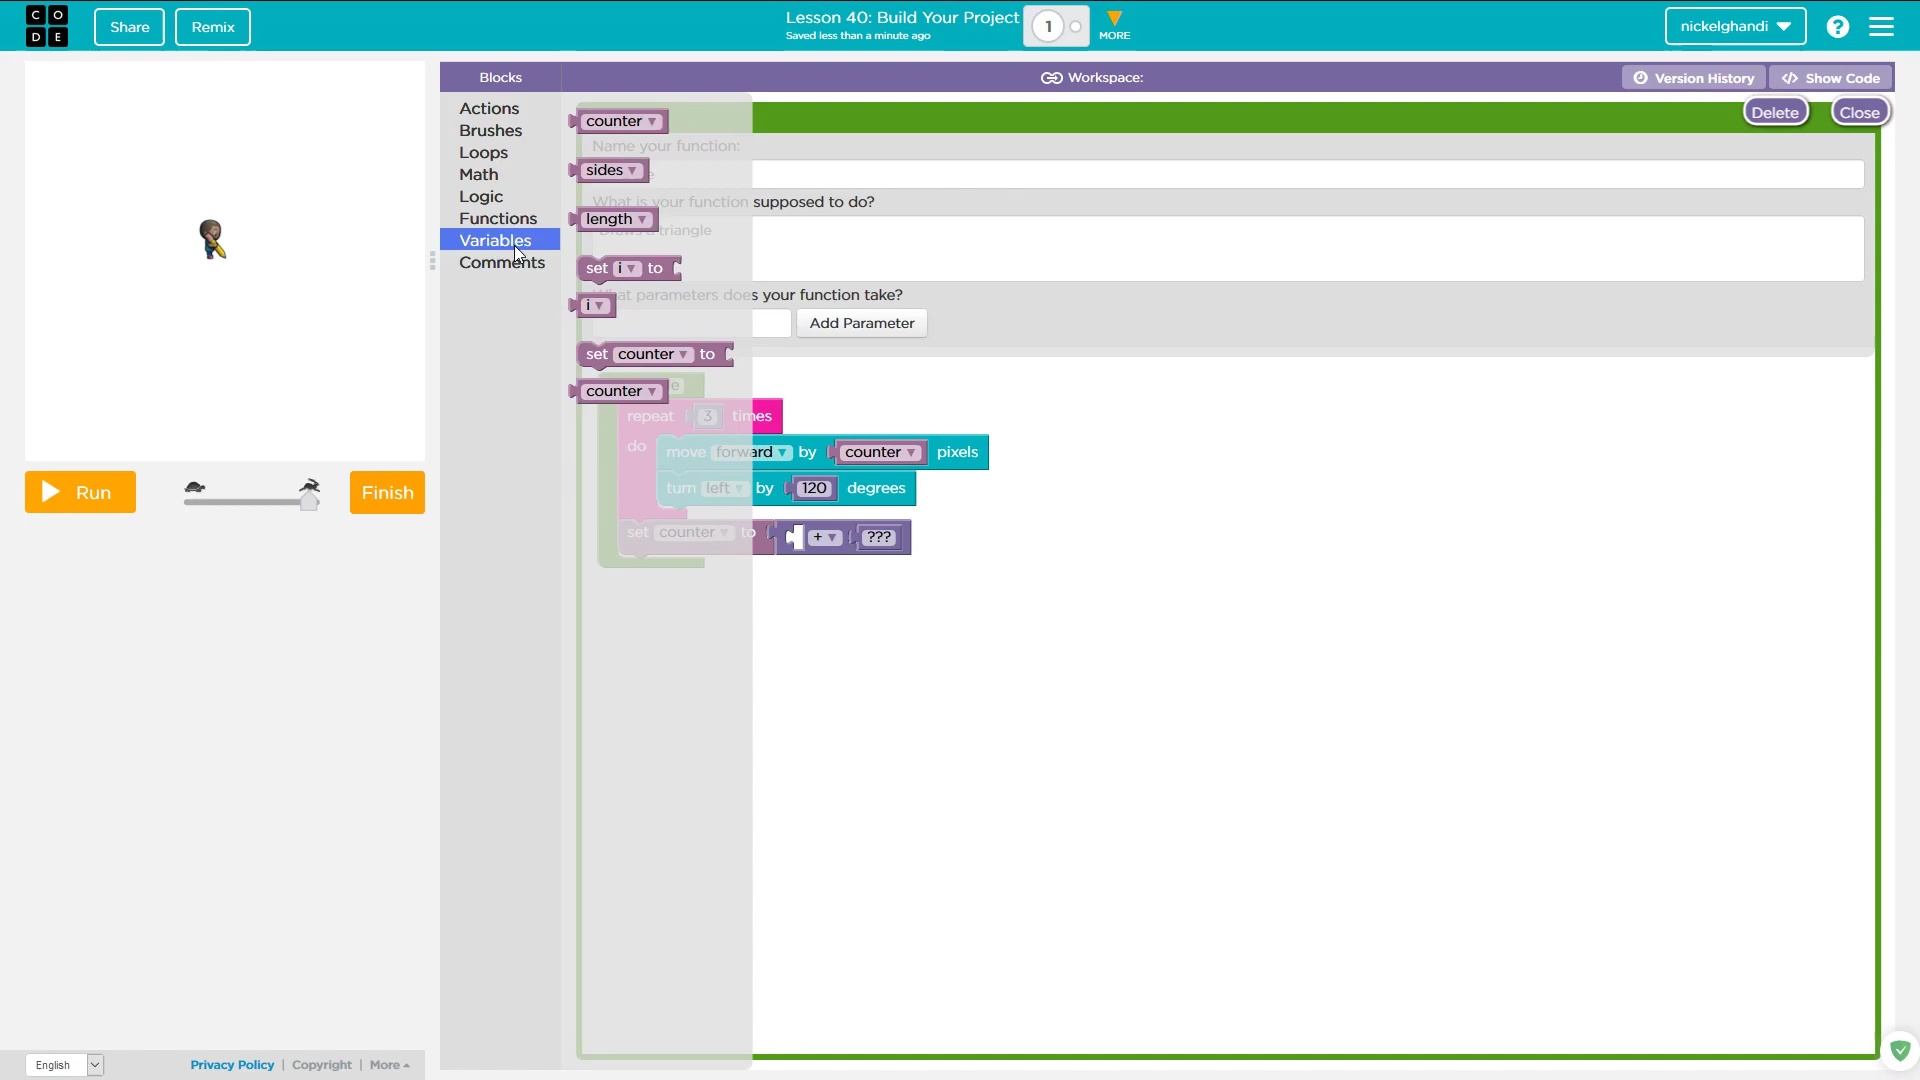 C O
D E
Share
Remix
Lesson 40: Build Your Project
Saved less than a minute ago
1
MORE
nickelghandi
?
Blocks
Workspace:
Version History
Show Code
Actions
Brushes
Loops
Math
Logic
Functions
Variables
Comments
Delete
Close
counter
Name your function:
sides
e
What is your function supposed to do?
length
Draws a triangle
set i to
What parameters does your function take?
i
Add Parameter
set counter to
counter
e
repeat 3 times
do
move forward by counter pixels
turn left by 120 degrees
set counter to + ???
Run
Finish
English
Privacy Policy | Copyright | More